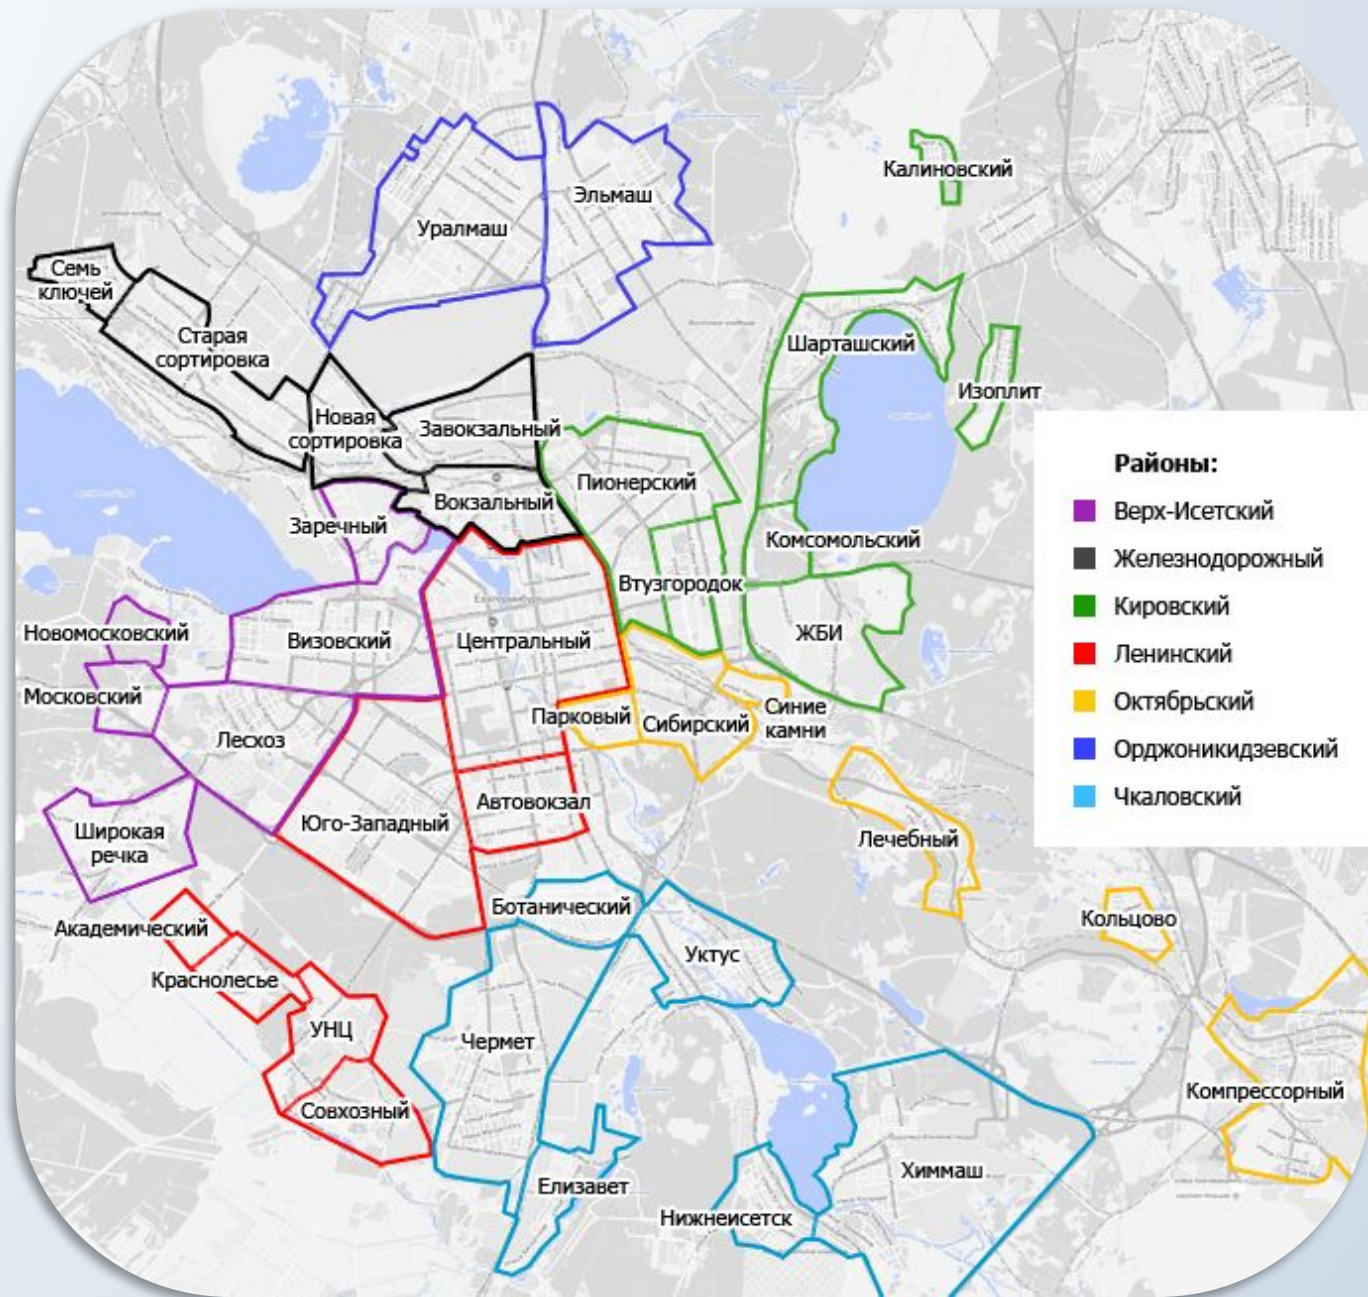 Калиновский
Эльмаш
Уралмаш
Семь
ключей
Старая
сортировка
Шарташский
Изоплит
Новая
сортировка
Завокзальный
Пионерский
Вокзальный
Заречный
Комсомольский
Втузгородок
Новомосковский
Визовский
Центральный
ЖБИ
Московский
Лесхоз
Парковый
Сибирский
Синие
камни
Автовокзал
Юго-Западный
Широкая
речка
Лечебный
Ботанический
Кольцово
Академический
Уктус
Краснолесье
УНЦ
Чермет
Компрессорный
Совхозный
Химмаш
Елизавет
Нижнеисетск
Районы:
Верх-Исетский
Железнодорожный
Кировский
Ленинский
Октябрьский
Орджоникидзевский
Чкаловский